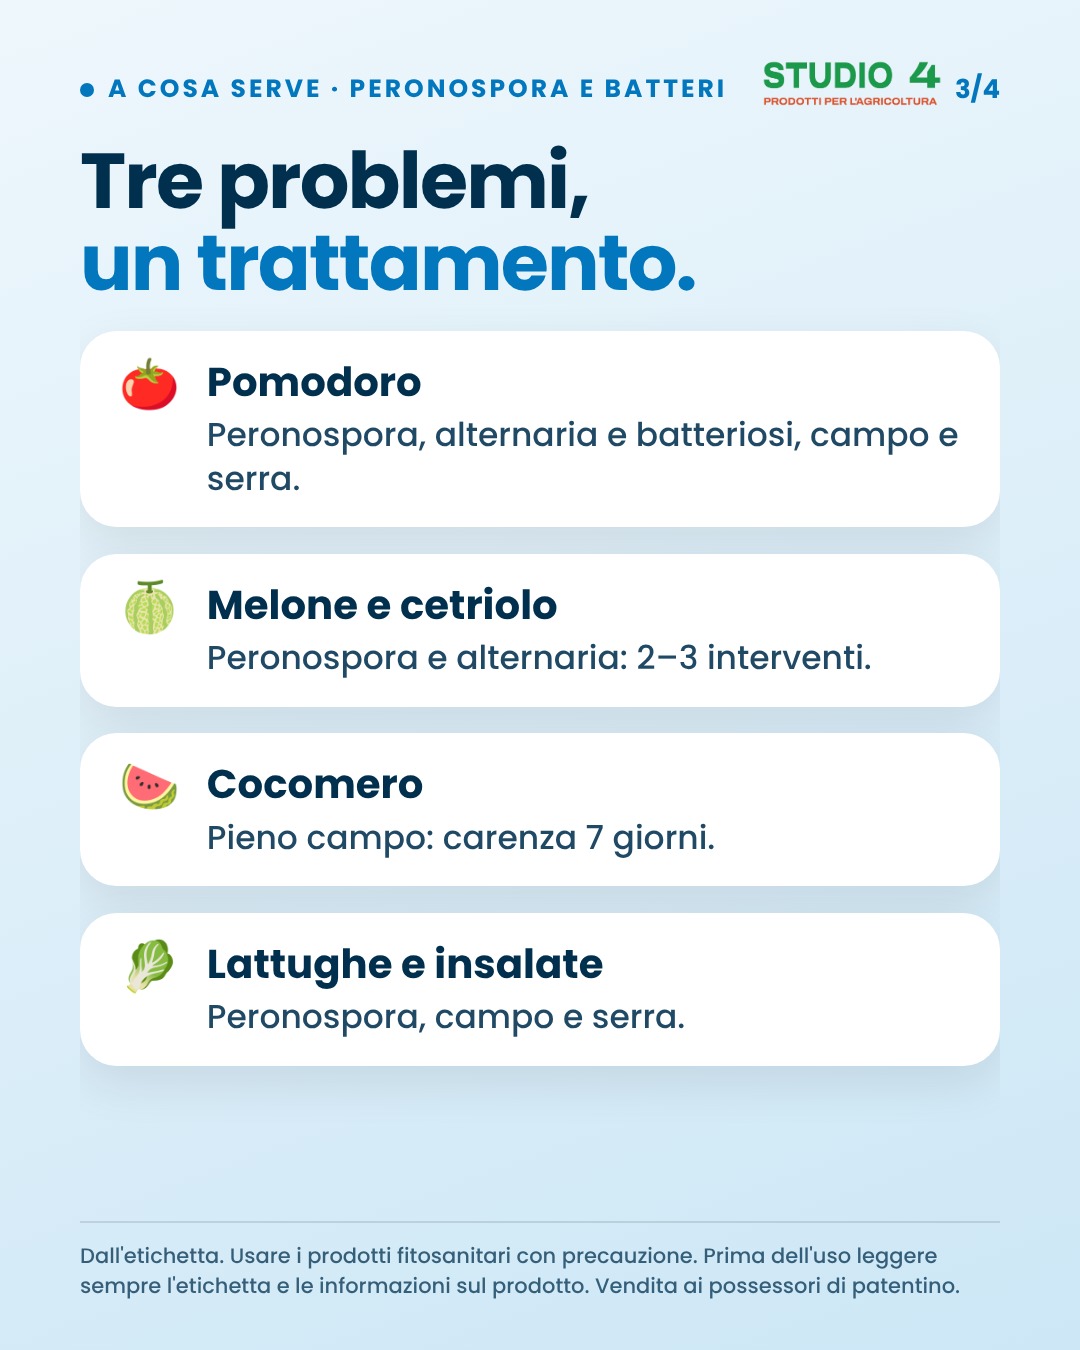 A COSA SERVE · PERONOSPORA E BATTERI
STUDIO 4
PRODOTTI PER L'AGRICOLTURA
3/4
Tre problemi,
un trattamento.
Pomodoro
Peronospora, alternaria e batteriosi, campo e
serra.
Melone e cetriolo
Peronospora e alternaria: 2–3 interventi.
Cocomero
Pieno campo: carenza 7 giorni.
Lattughe e insalate
Peronospora, campo e serra.
Dall'etichetta. Usare i prodotti fitosanitari con precauzione. Prima dell'uso leggere
sempre l'etichetta e le informazioni sul prodotto. Vendita ai possessori di patentino.